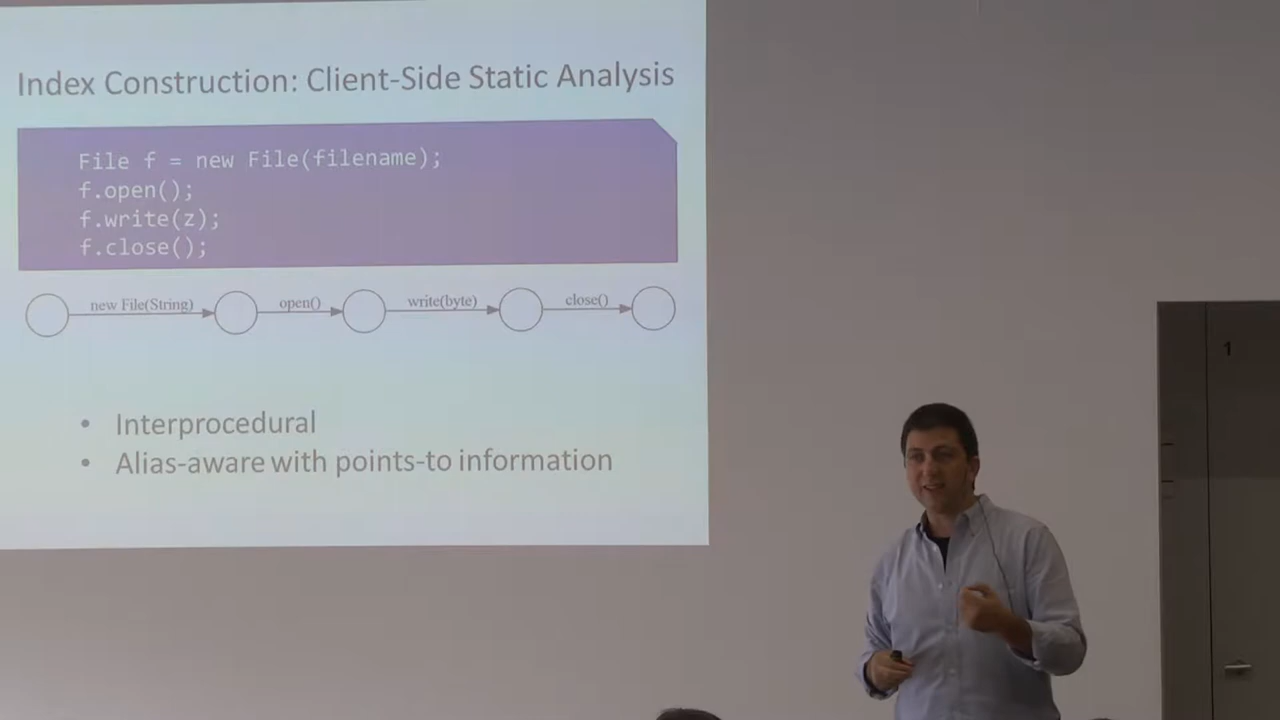 Index Construction: Client-Side Static Analysis
File f = new File(filename);
f.open();
f.write(z);
f.close();
new File(String) open() write(byte) close()
• Interprocedural
• Alias-aware with points-to information
1